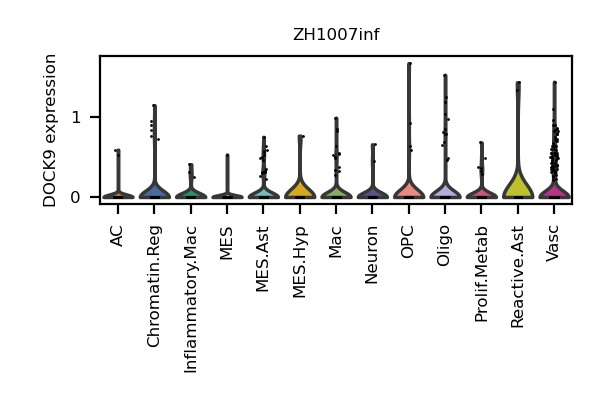 ZH1007inf
DOCK9 expression
1
0
AC
Chromatin.Reg
Inflammatory.Mac
MES
MES.Ast
MES.Hyp
Mac
Neuron
OPC
Oligo
Prolif.Metab
Reactive.Ast
Vasc